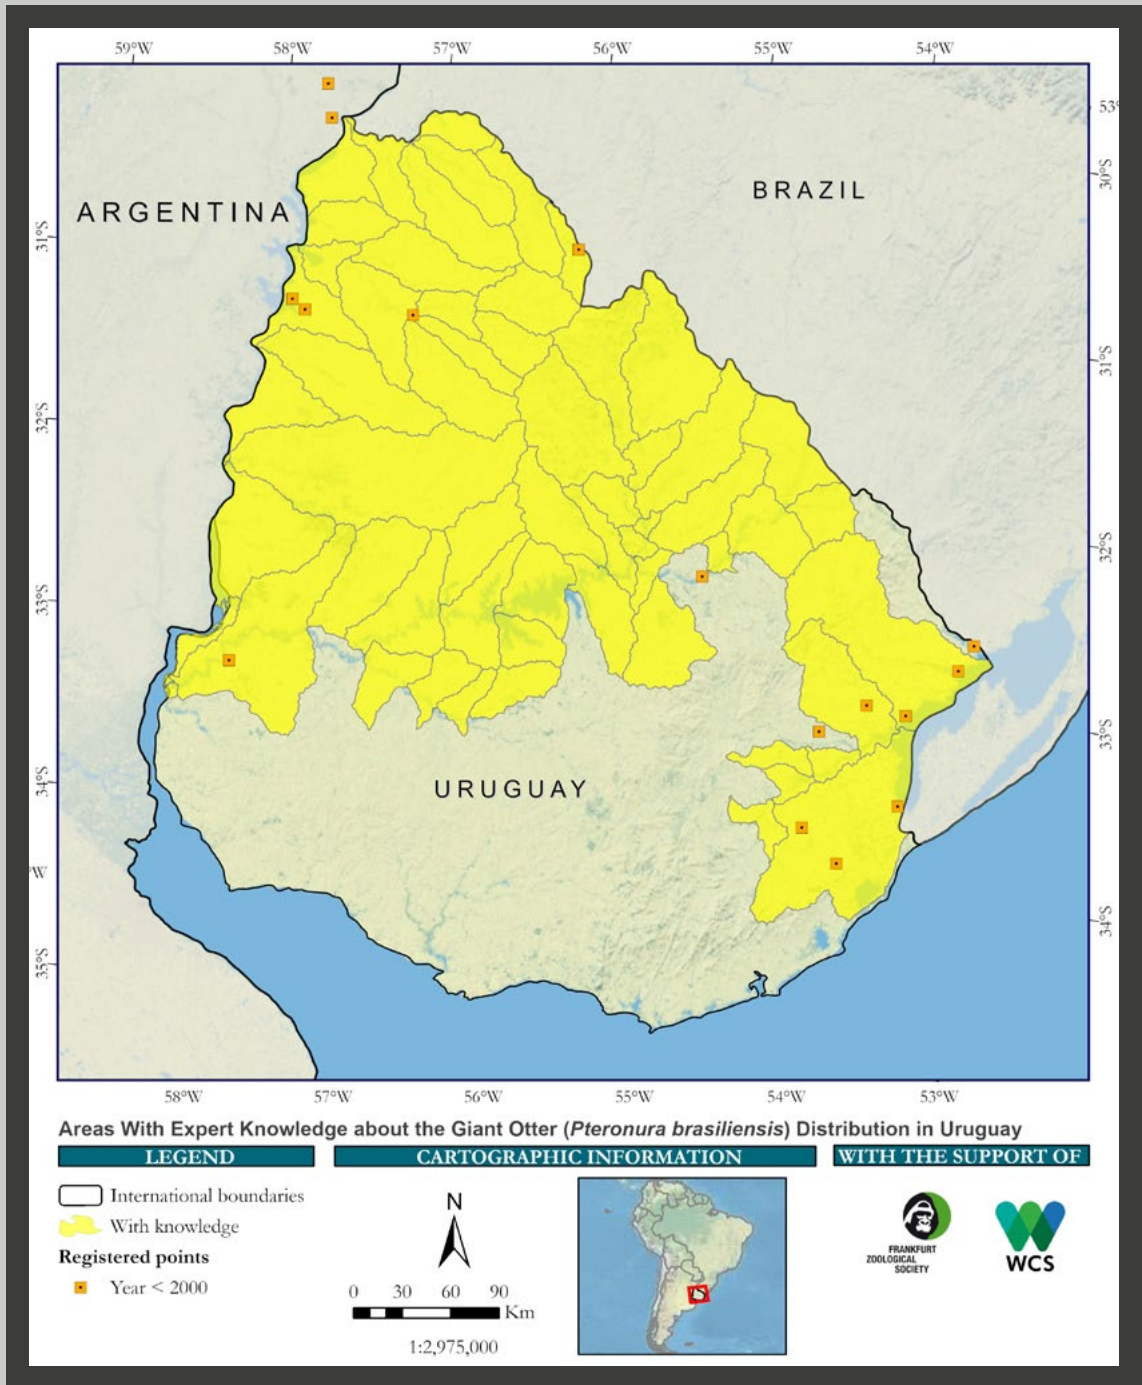 59°W 58°W 57°W 56°W 55°W 54°W
53°
30°S
ARGENTINA
BRAZIL
31°S
31°S
32°S
32°S
33°S
33°S
URUGUAY
34°S
°W
34°S
35°S
58°W 57°W 56°W 55°W 54°W 53°W
Areas With Expert Knowledge about the Giant Otter (Pteronura brasiliensis) Distribution in Uruguay
LEGEND
International boundaries
With knowledge
Registered points
Year < 2000
CARTOGRAPHIC INFORMATION
N
0 30 60 90
Km
1:2,975,000
WITH THE SUPPORT OF
FRANKFURT
ZOOLOGICAL
SOCIETY
WCS